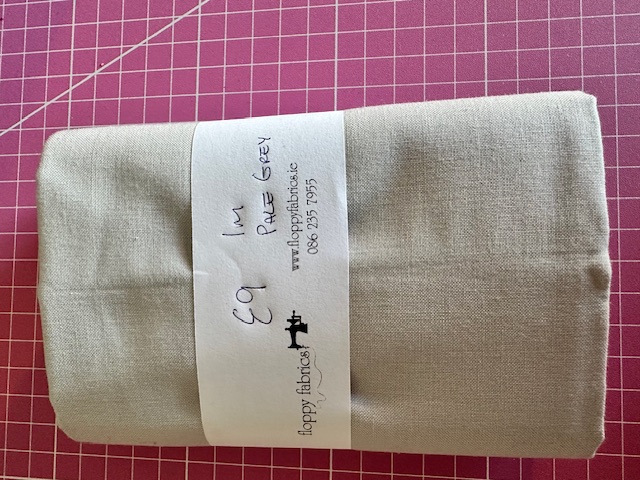 €9 1m
PALE GREY
floppy fabrics
www.floppyfabrics.ie
086 235 7955